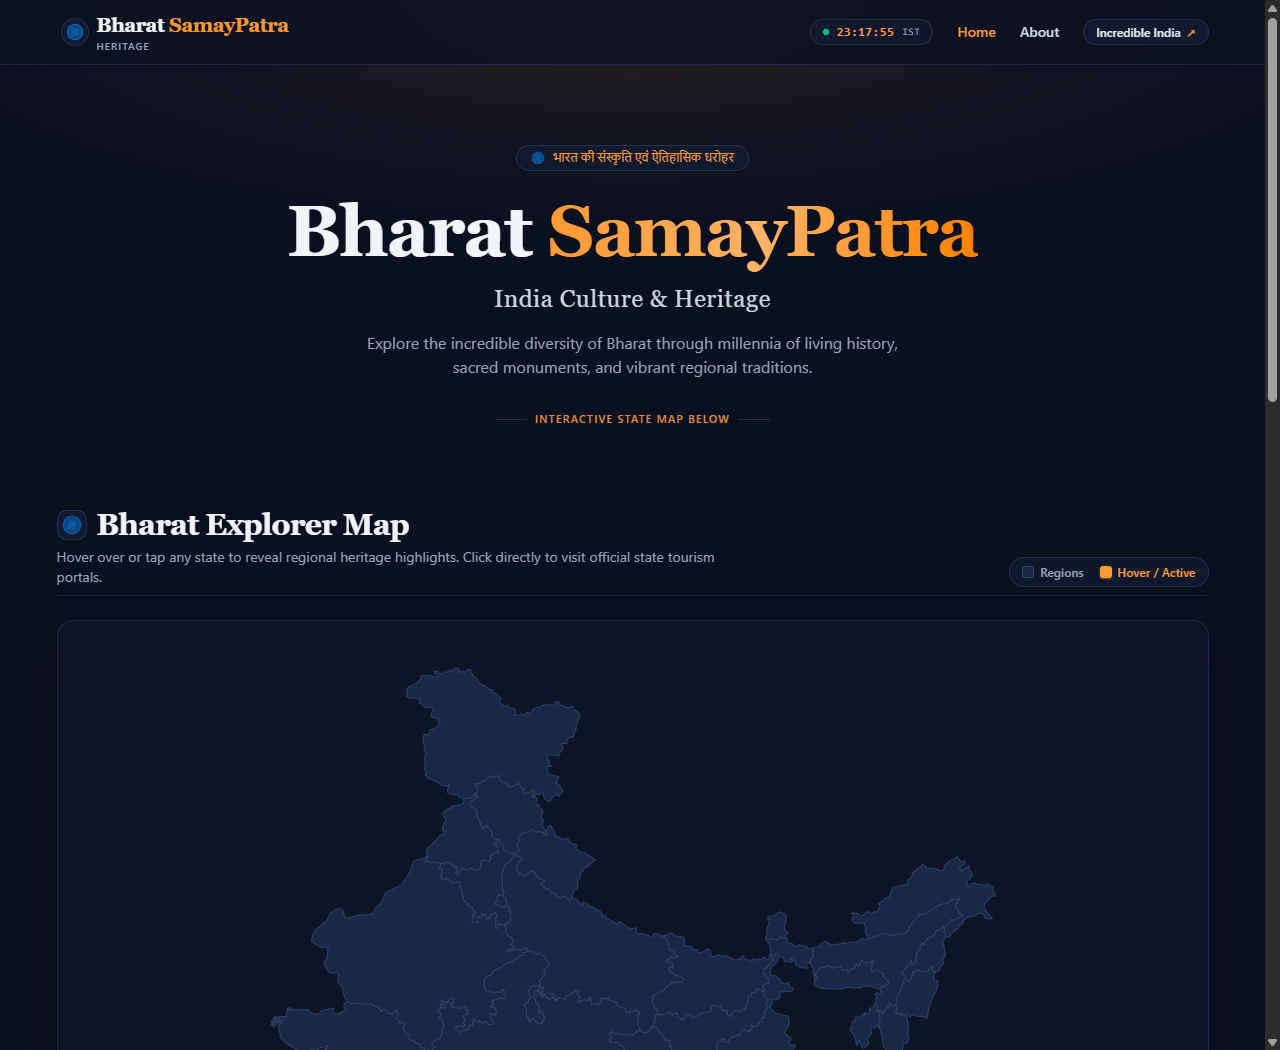 Bharat SamayPatra
HERITAGE
23:17:55 IST
Home
About
Incredible India ↗
भारत की संस्कृति एवं ऐतिहासिक धरोहर
Bharat SamayPatra
India Culture & Heritage
Explore the incredible diversity of Bharat through millennia of living history,
sacred monuments, and vibrant regional traditions.
INTERACTIVE STATE MAP BELOW
Bharat Explorer Map
Hover over or tap any state to reveal regional heritage highlights. Click directly to visit official state tourism
portals.
Regions
Hover / Active